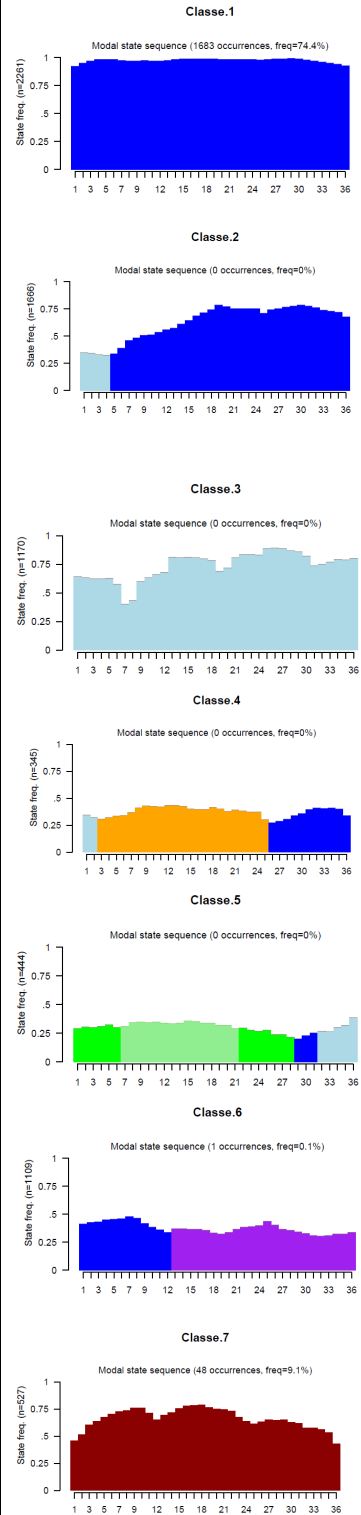 Classe.1
Modal state sequence (1683 occurrences, freq=74.4%)
State freq. (n=2261)
1
0.75
.5
.25
0
1 3 5 7 9 12 15 18 21 24 27 30 33 36
Classe.2
Modal state sequence (0 occurrences, freq=0%)
State freq. (n=1666)
1
0.75
.5
0.25
0
1 3 5 7 9 12 15 18 21 24 27 30 33 36
Classe.3
Modal state sequence (0 occurrences, freq=0%)
State freq. (n=1170)
1
0.75
.5
0.25
0
1 3 5 7 9 12 15 18 21 24 27 30 33 36
Classe.4
Modal state sequence (0 occurrences, freq=0%)
State freq. (n=345)
1
0.75
.5
0.25
0
1 3 5 7 9 12 15 18 21 24 27 30 33 36
Classe.5
Modal state sequence (0 occurrences, freq=0%)
State freq. (n=444)
1
0.75
.5
0.25
0
1 3 5 7 9 12 15 18 21 24 27 30 33 36
Classe.6
Modal state sequence (1 occurrences, freq=0.1%)
State freq. (n=1109)
1
0.75
.5
0.25
0
1 3 5 7 9 12 15 18 21 24 27 30 33 36
Classe.7
Modal state sequence (48 occurrences, freq=9.1%)
State freq. (n=527)
1
0.75
.5
0.25
0
1 3 5 7 9 12 15 18 21 24 27 30 33 36